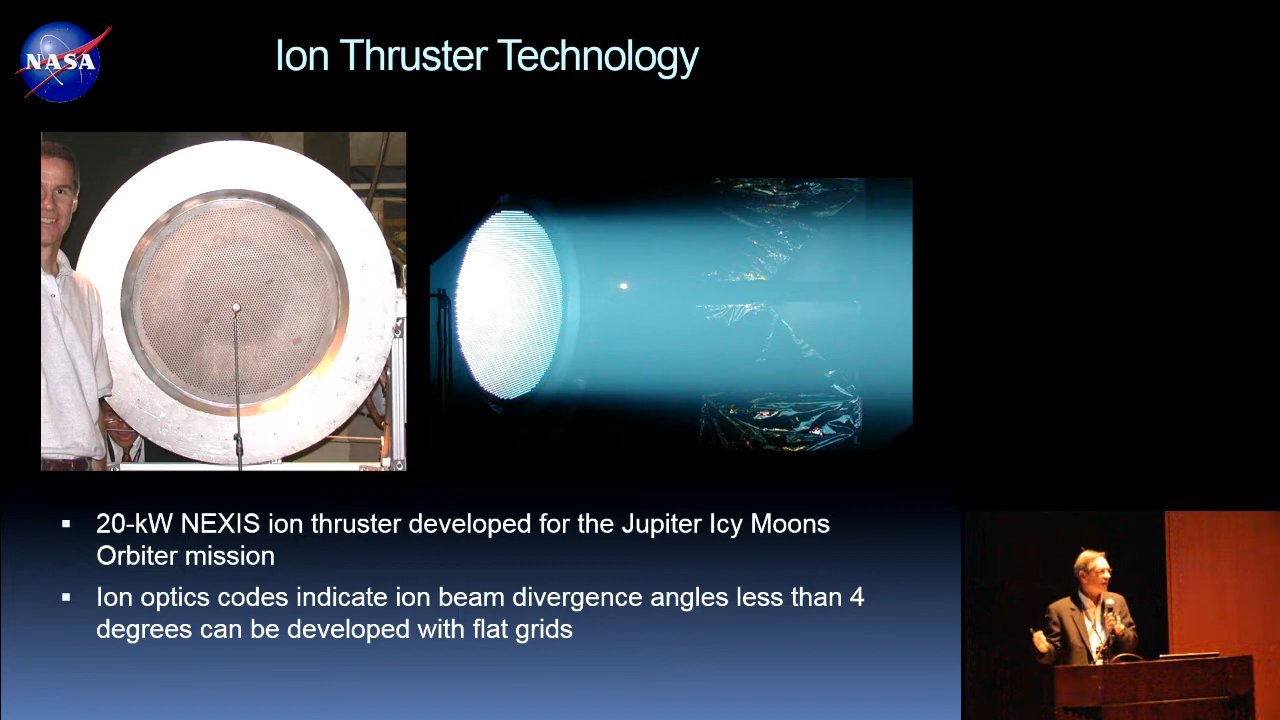 NASA
Ion Thruster Technology
▪ 20-kW NEXIS ion thruster developed for the Jupiter Icy Moons
Orbiter mission
▪ Ion optics codes indicate ion beam divergence angles less than 4
degrees can be developed with flat grids